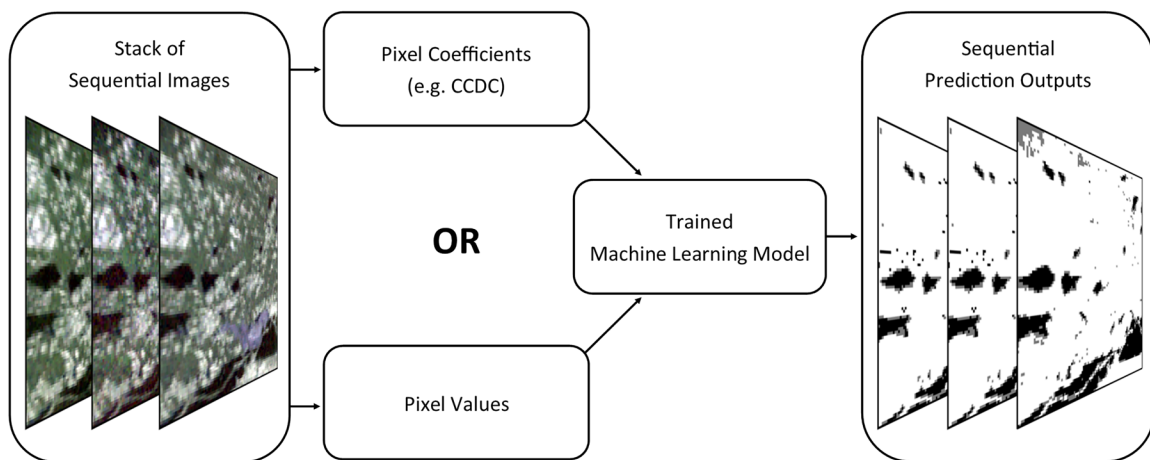 Stack of
Sequential Images
Pixel Coefficients
(e.g. CCDC)
OR
Pixel Values
Trained
Machine Learning Model
Sequential
Prediction Outputs